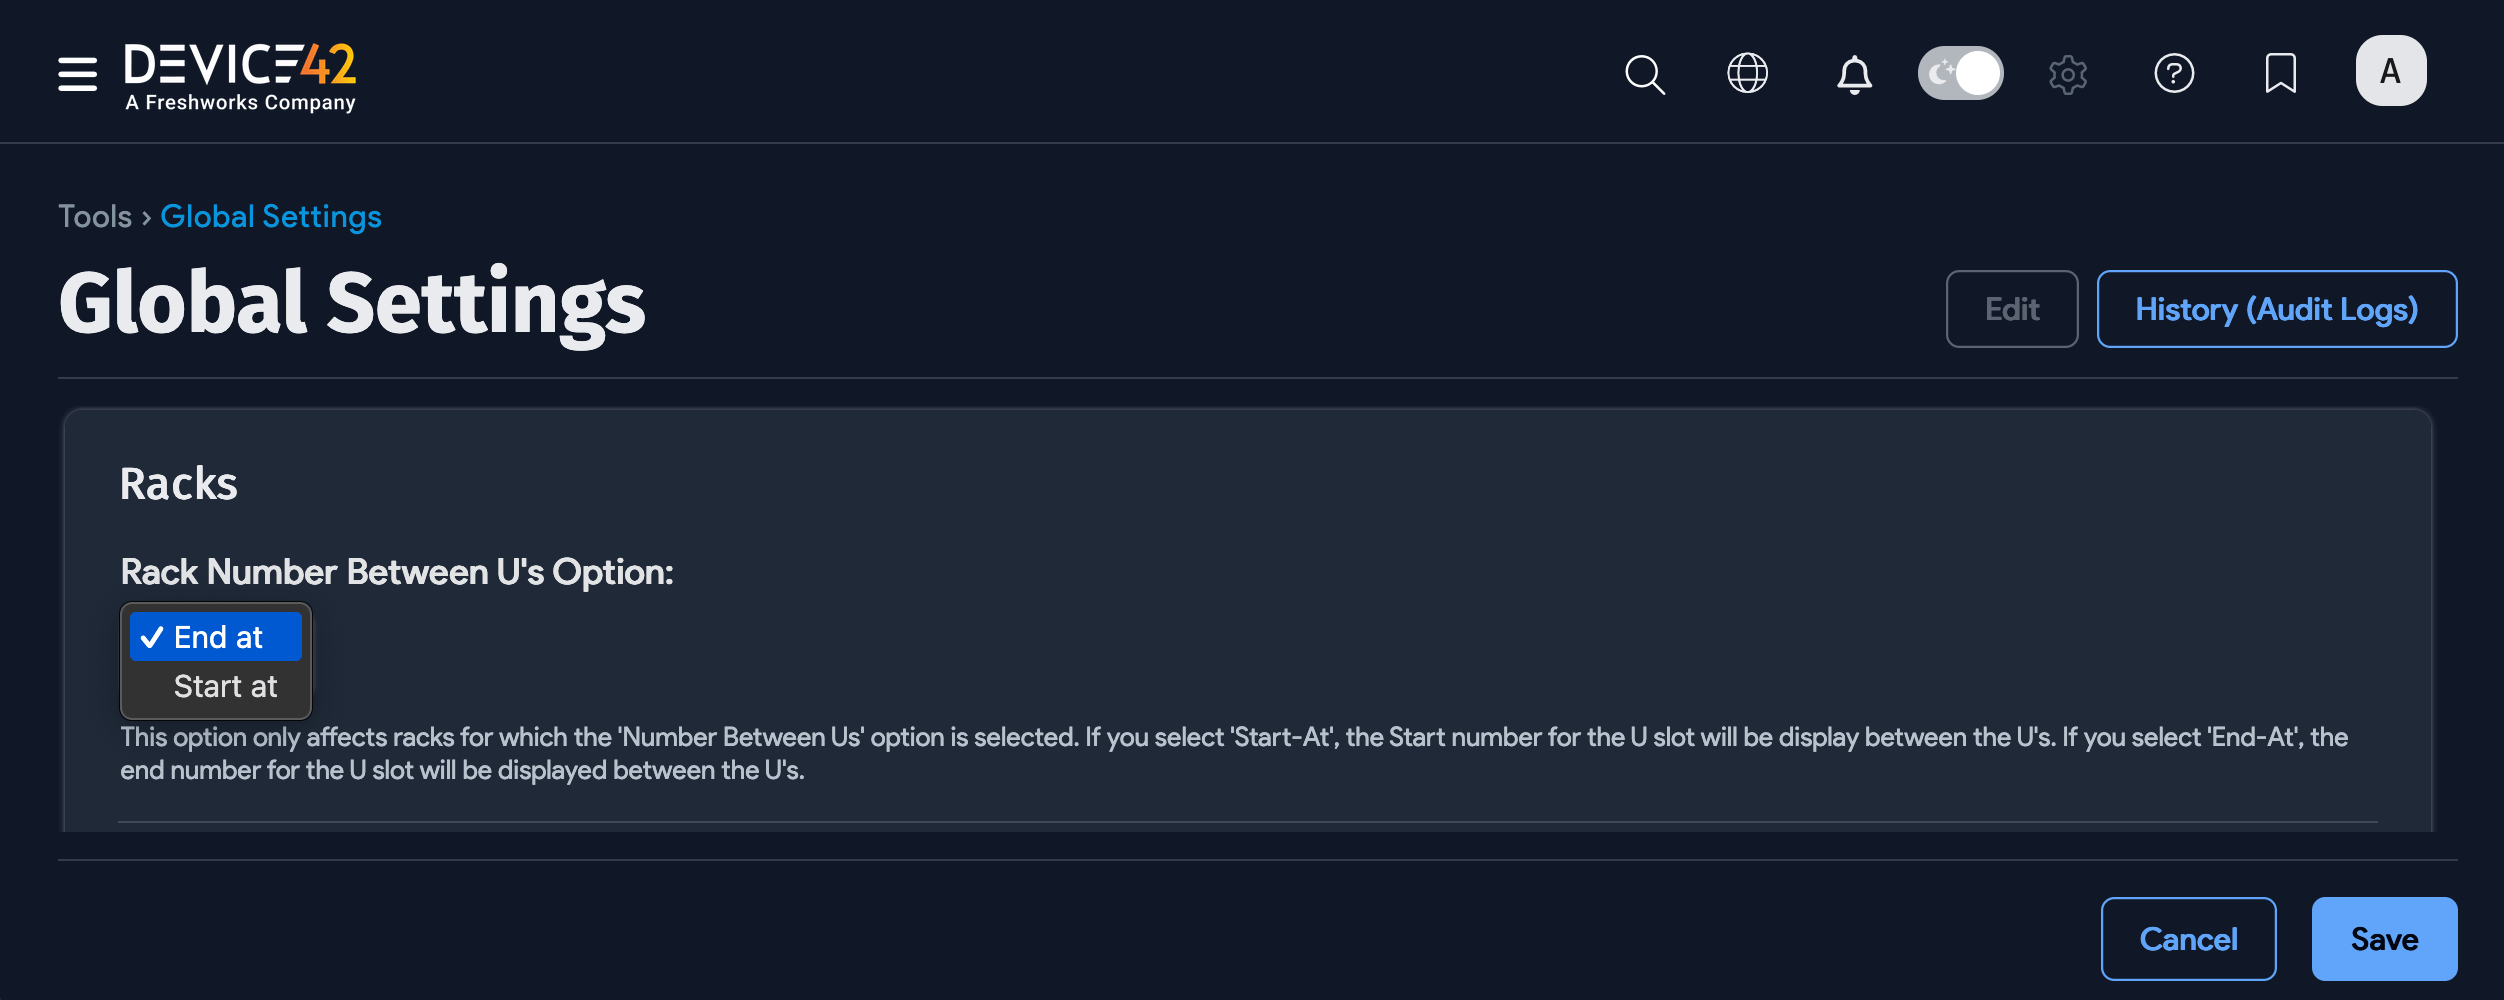 DEVICE42
A Freshworks Company
A
Tools › Global Settings
Global Settings
Edit
History (Audit Logs)
Racks
Rack Number Between U's Option:
✓ End at
Start at
This option only affects racks for which the 'Number Between Us' option is selected. If you select 'Start-At', the Start number for the U slot will be display between the U's. If you select 'End-At', the
end number for the U slot will be displayed between the U's.
Cancel
Save